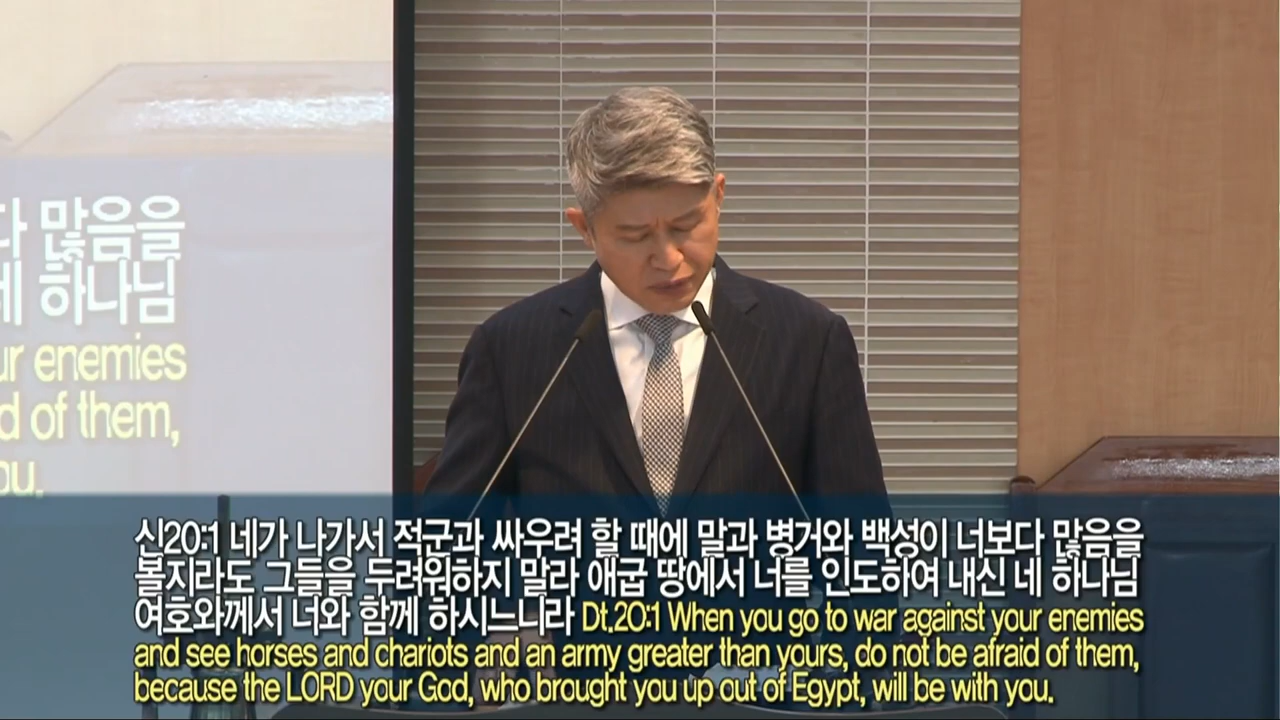 다 많음을
하나님
enemies
of them,
신20:1 네가 나가서 적군과 싸우려 할 때에 말과 병거와 백성이 너보다 많음을
볼지라도 그들을 두려워하지 말라 애굽 땅에서 너를 인도하여 내신 네 하나님
여호와께서 너와 함께 하시느니라 Dt.20:1 When you go to war against your enemies
and see horses and chariots and an army greater than yours, do not be afraid of them,
because the LORD your God, who brought you up out of Egypt, will be with you.